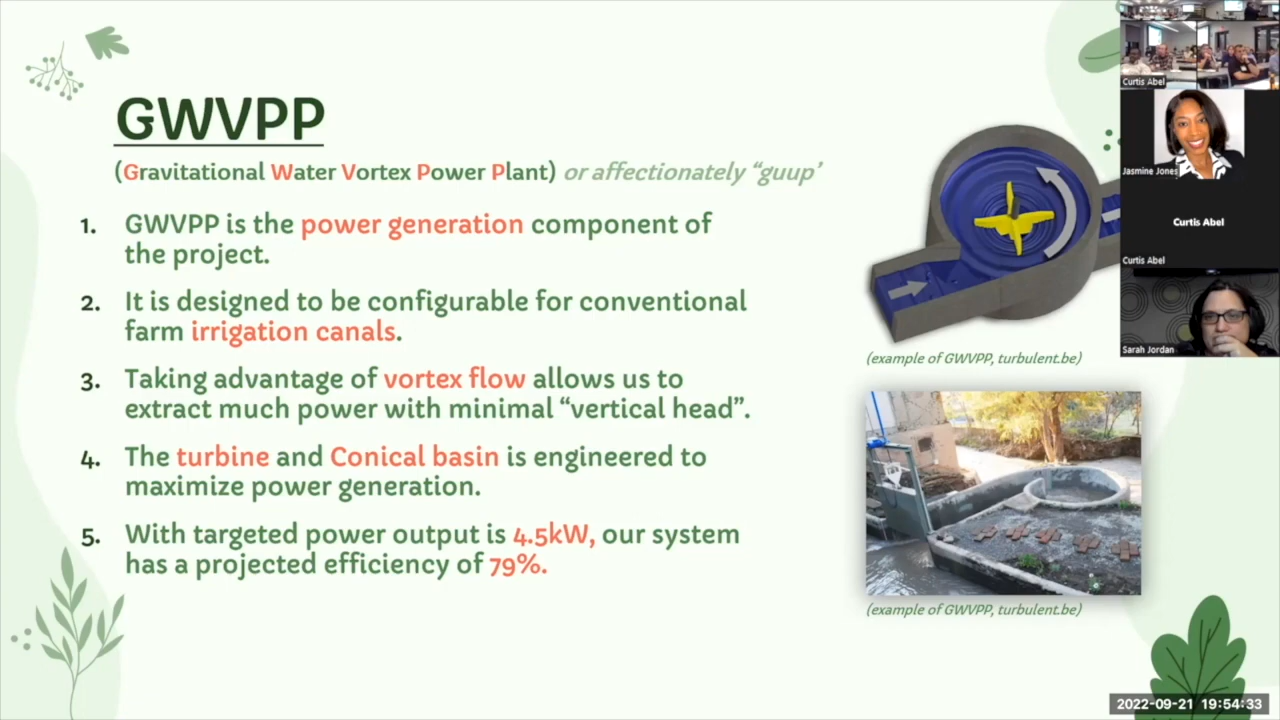 GWVPP
(Gravitational Water Vortex Power Plant) or affectionately “guup’
1. GWVPP is the power generation component of
the project.
2. It is designed to be configurable for conventional
farm irrigation canals.
3. Taking advantage of vortex flow allows us to
extract much power with minimal “vertical head”.
4. The turbine and Conical basin is engineered to
maximize power generation.
5. With targeted power output is 4.5kW, our system
has a projected efficiency of 79%.
(example of GWVPP, turbulent.be)
(example of GWVPP, turbulent.be)
Curtis Abel
Jasmine Jones
Curtis Abel
Curtis Abel
Sarah Jordan
2022-09-21 19:54:33